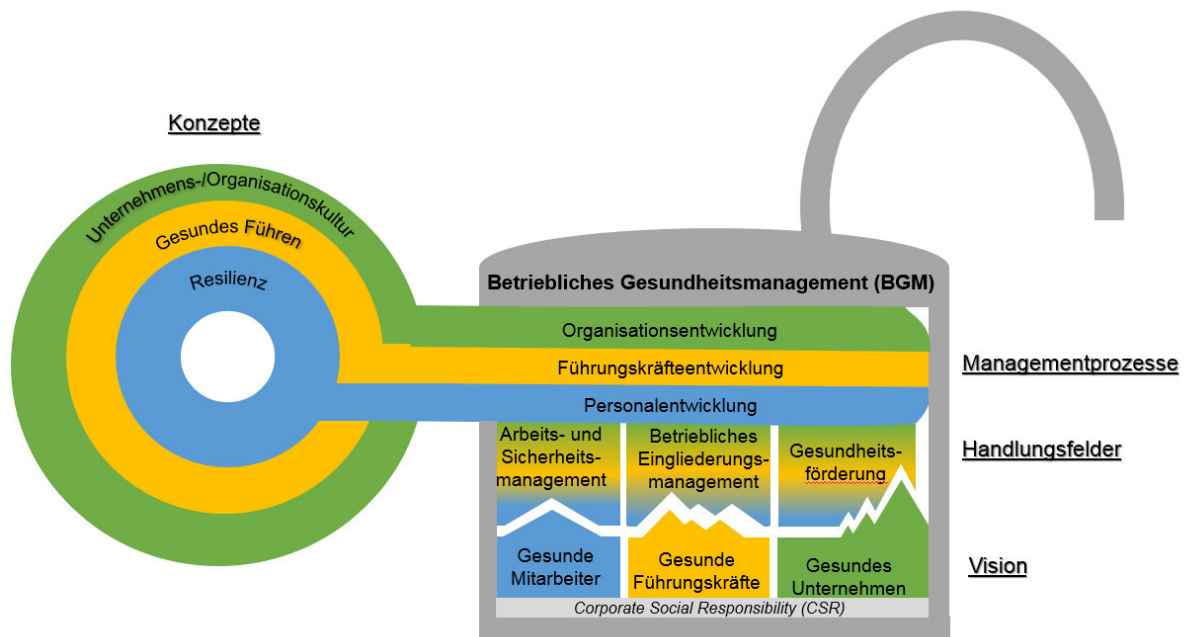 Konzepte
Unternehmens-/Organisationskultur
Gesundes Führen
Resilienz
Betriebliches Gesundheitsmanagement (BGM)
Organisationsentwicklung
Führungskräfteentwicklung
Personalentwicklung
Managementprozesse
Arbeits- und
Sicherheits-
management
Betriebliches
Eingliederungs-
management
Gesundheits-
förderung
Handlungsfelder
Gesunde
Mitarbeiter
Gesunde
Führungskräfte
Gesundes
Unternehmen
Vision
Corporate Social Responsibility (CSR)